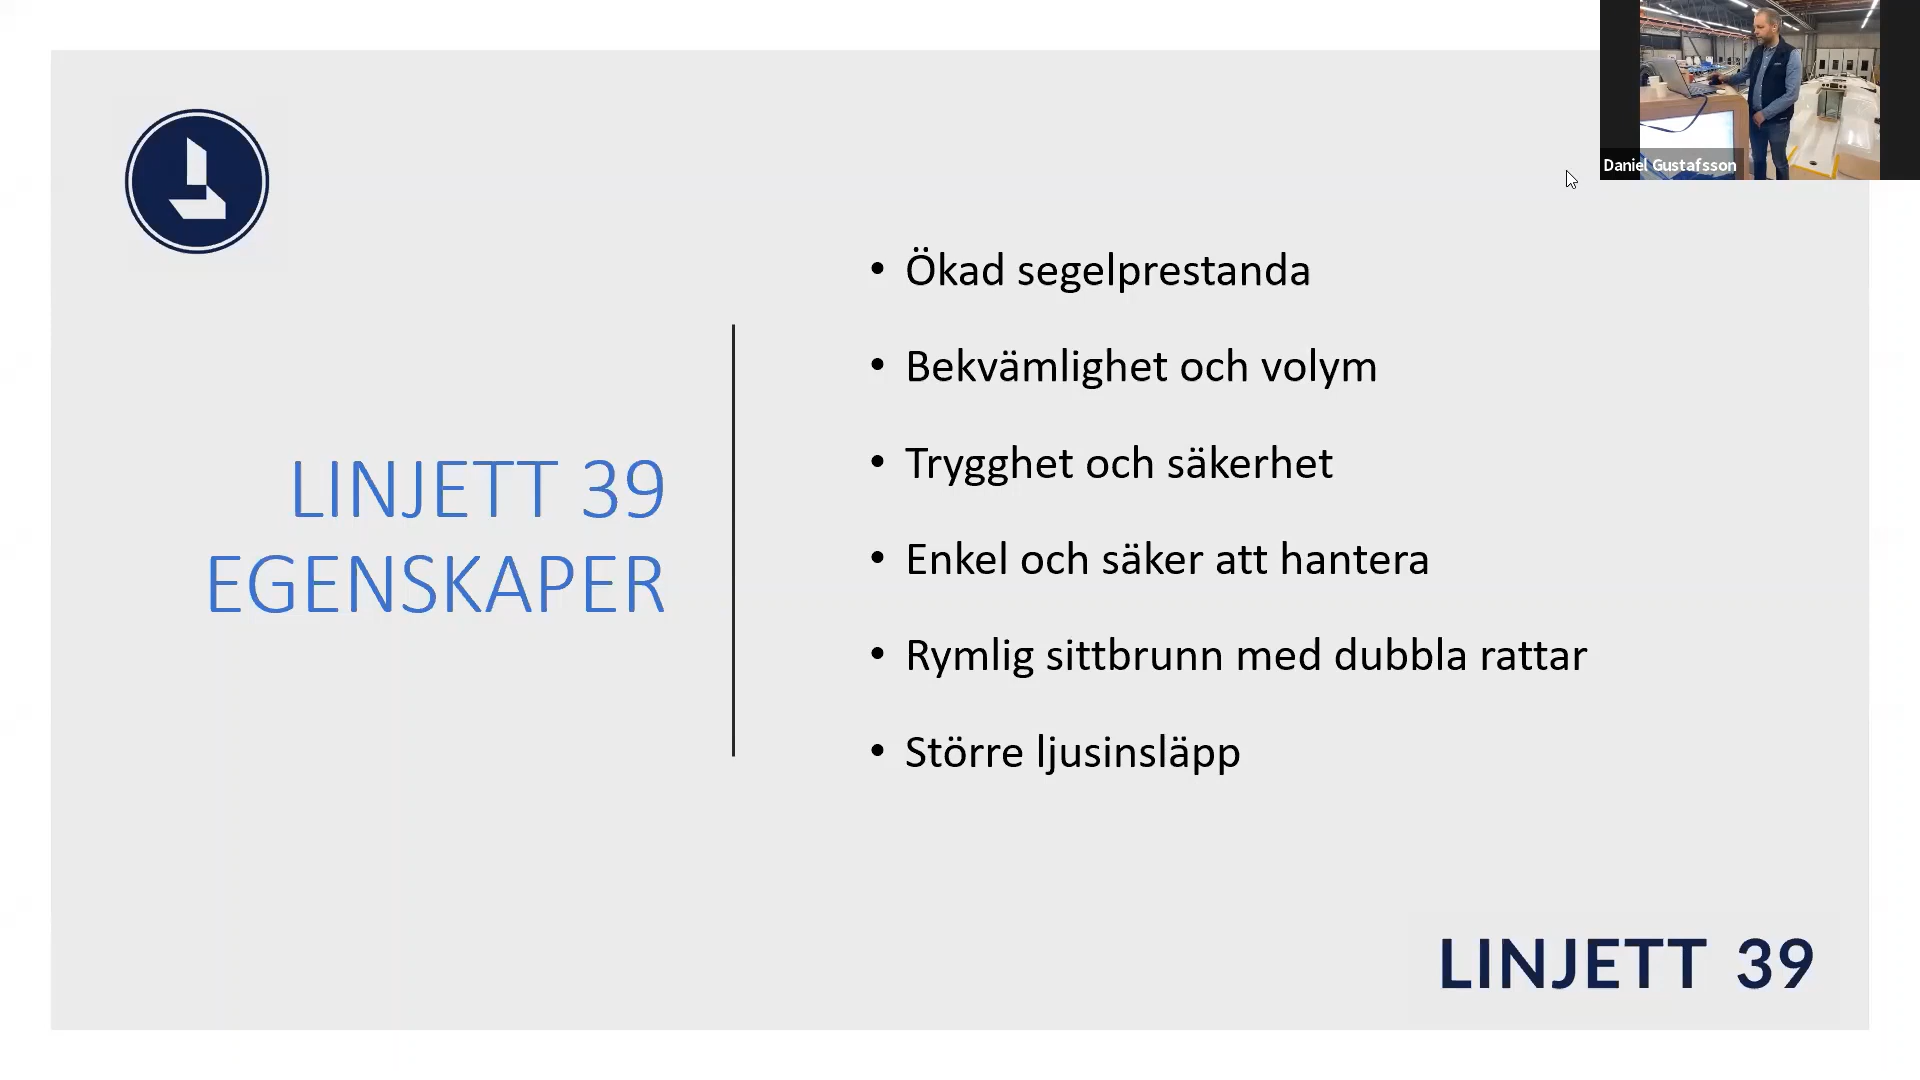 Daniel Gustafsson
LINJETT 39
EGENSKAPER
• Ökad segelprestanda
• Bekvämlighet och volym
• Trygghet och säkerhet
• Enkel och säker att hantera
• Rymlig sittbrunn med dubbla rattar
• Större ljusinsläpp
LINJETT 39